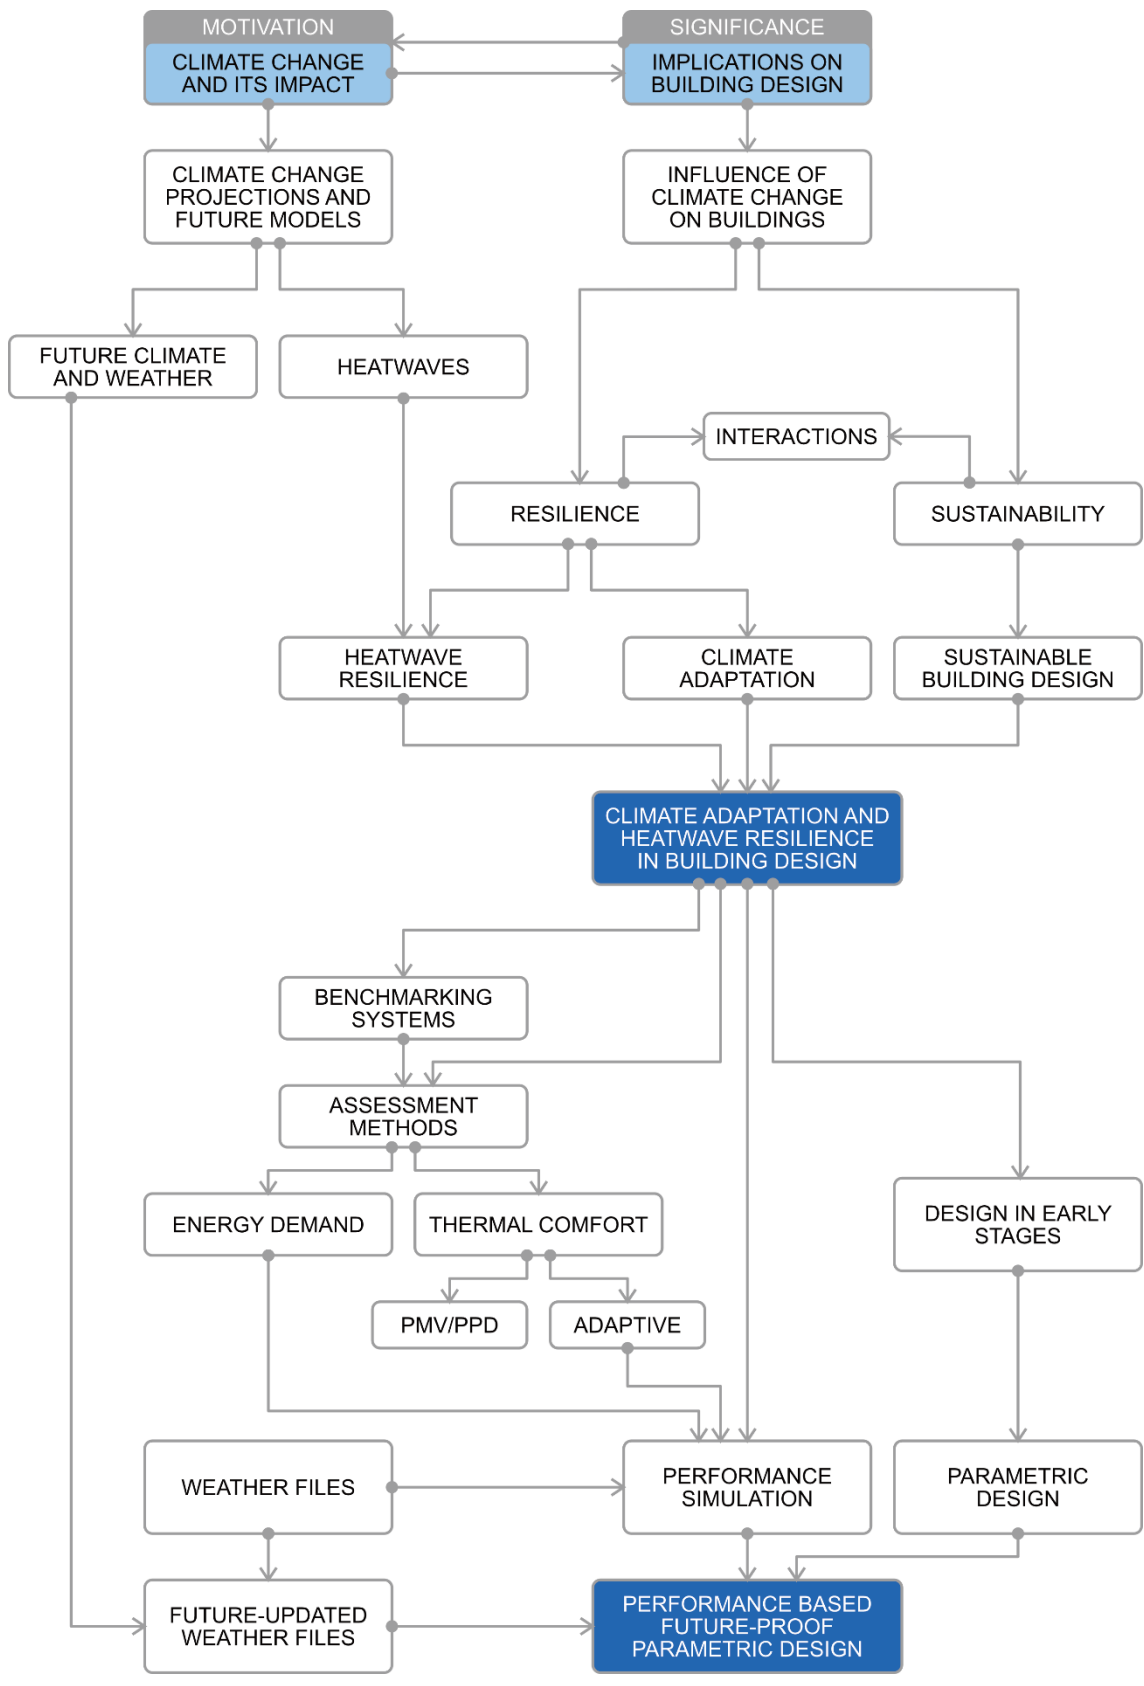 MOTIVATION
CLIMATE CHANGE
AND ITS IMPACT
SIGNIFICANCE
IMPLICATIONS ON
BUILDING DESIGN
CLIMATE CHANGE
PROJECTIONS AND
FUTURE MODELS
INFLUENCE OF
CLIMATE CHANGE
ON BUILDINGS
FUTURE CLIMATE
AND WEATHER
HEATWAVES
INTERACTIONS
RESILIENCE
SUSTAINABILITY
HEATWAVE
RESILIENCE
CLIMATE
ADAPTATION
SUSTAINABLE
BUILDING DESIGN
CLIMATE ADAPTATION AND
HEATWAVE RESILIENCE
IN BUILDING DESIGN
BENCHMARKING
SYSTEMS
ASSESSMENT
METHODS
ENERGY DEMAND
THERMAL COMFORT
DESIGN IN EARLY
STAGES
PMV/PPD
ADAPTIVE
WEATHER FILES
PERFORMANCE
SIMULATION
PARAMETRIC
DESIGN
FUTURE-UPDATED
WEATHER FILES
PERFORMANCE BASED
FUTURE-PROOF
PARAMETRIC DESIGN